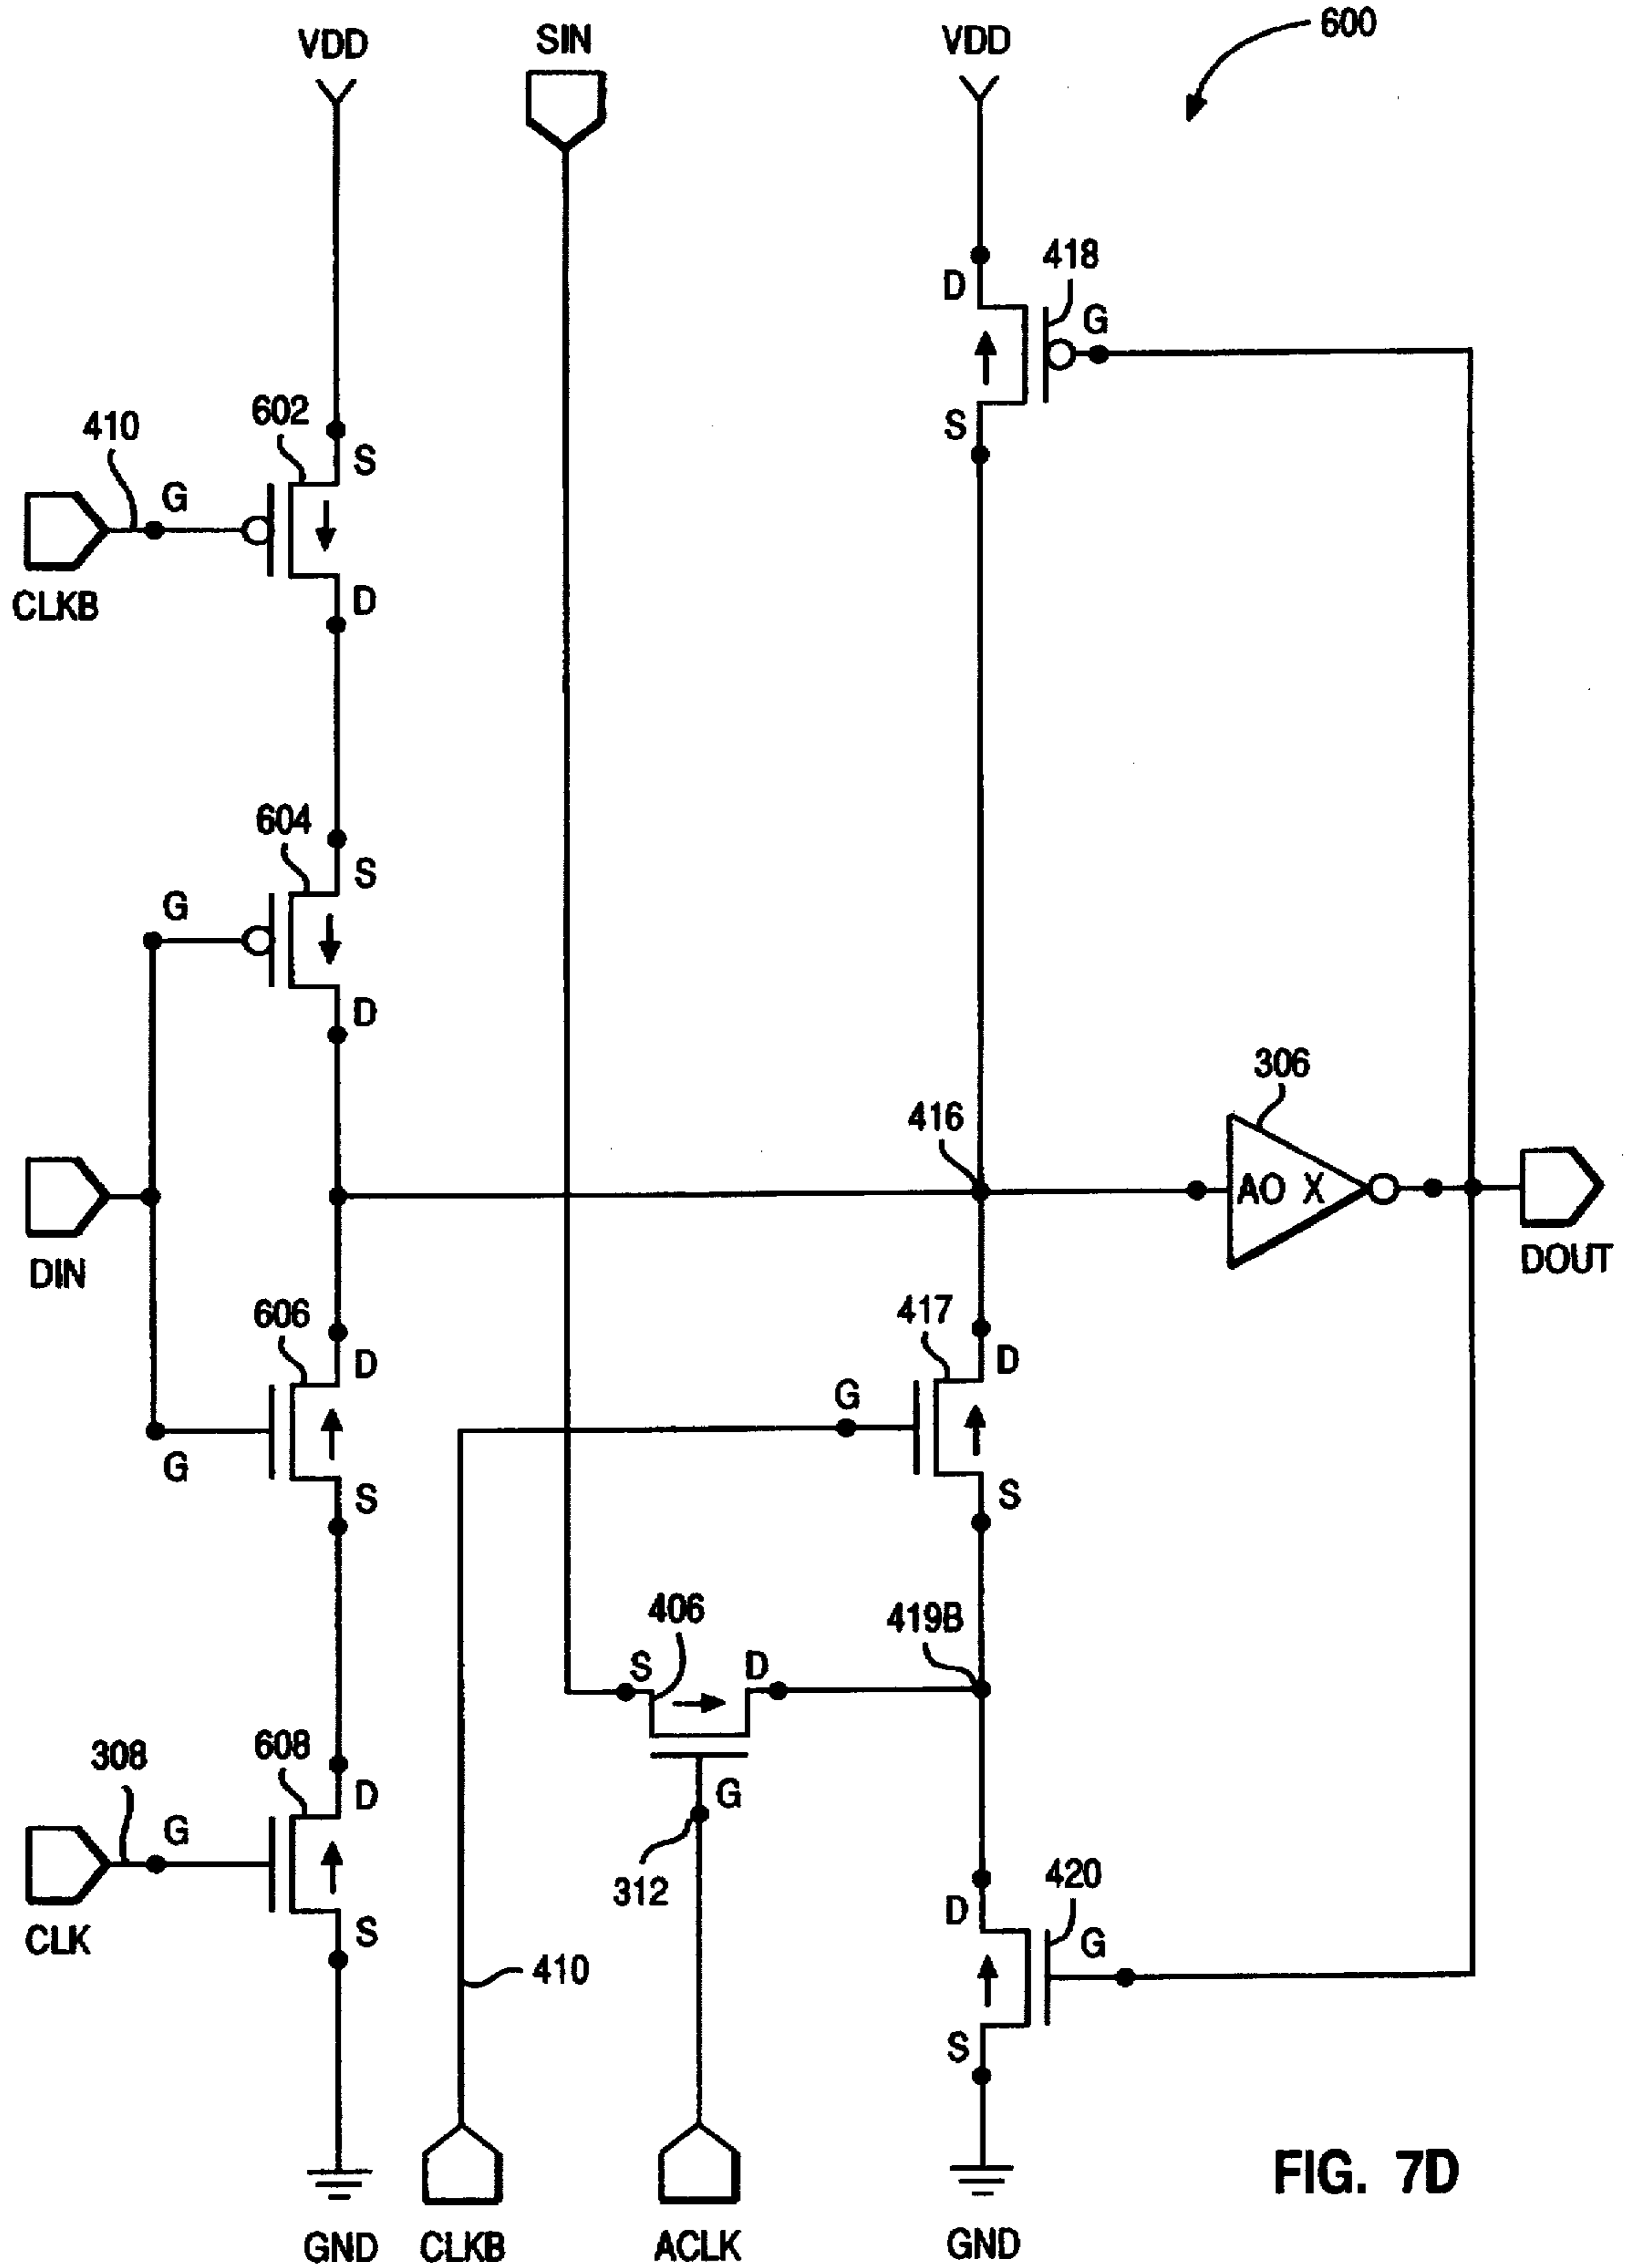 600
VDD
SIN
VDD
418
D
G
S
602
410
G
S
D
CLKB
604
G
S
D
306
416
AO X
DIN
DOUT
606
417
D
G
S
D
G
S
406
419B
S
D
G
312
608
308
G
D
S
CLK
420
D
G
S
410
GND
CLKB
ACLK
GND
FIG. 7D